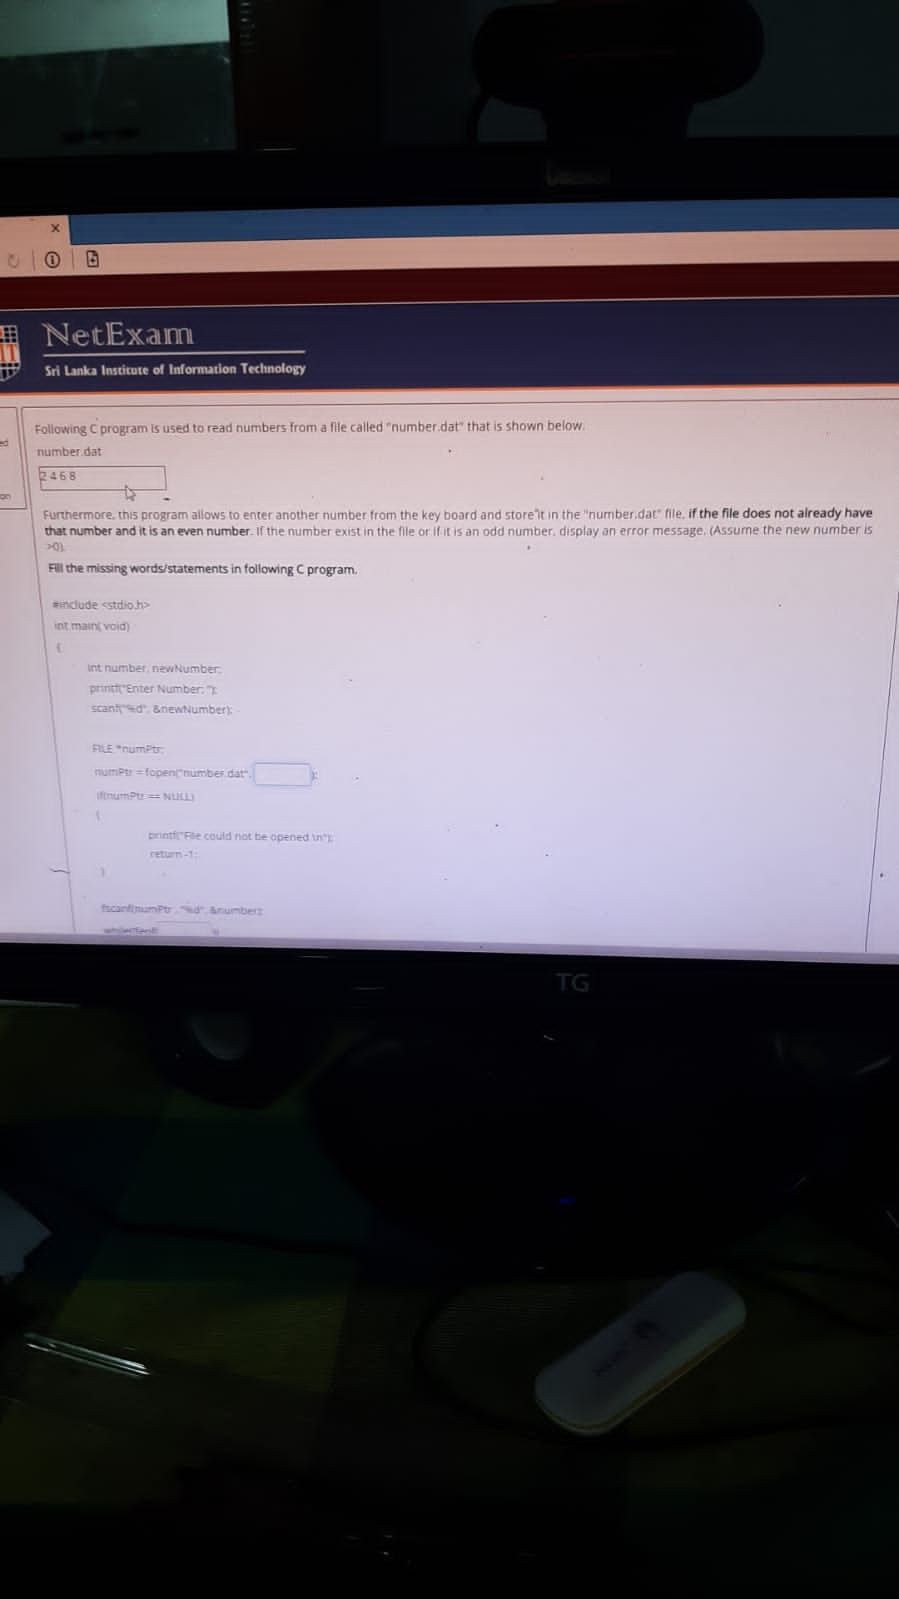 x
NetExam
Sri Lanka Institute of Information Technology
Following C program is used to read numbers from a file called "number.dat" that is shown below.
ed
number.dat
2 4 6 8
on
Furthermore, this program allows to enter another number from the key board and store it in the "number.dat" file, if the file does not already have
that number and it is an even number. If the number exist in the file or if it is an odd number, display an error message. (Assume the new number is
>0).
Fill the missing words/statements in following C program.
#include <stdio.h>
int main( void)
{
int number, newNumber;
printf("Enter Number: ");
scanf("%d", &newNumber);
FILE *numPtr;
numPtr = fopen("number.dat", );
if(numPtr == NULL)
{
printf("File could not be opened \n");
return -1;
}
fscanf(numPtr , "%d", &number);
while(!feof( ))
TG